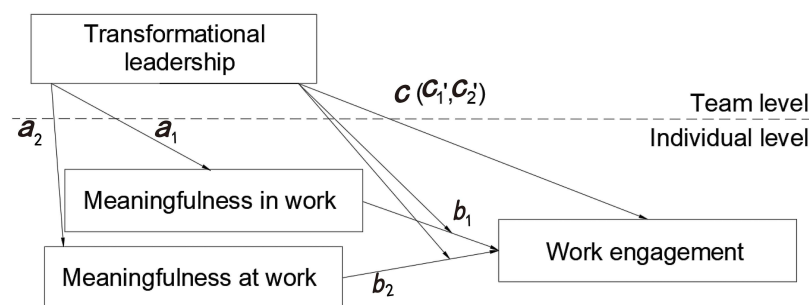 Transformational
leadership
c (c₁',c₂')
Team level
a₂
a₁
Individual level
Meaningfulness in work
b₁
Work engagement
Meaningfulness at work
b₂